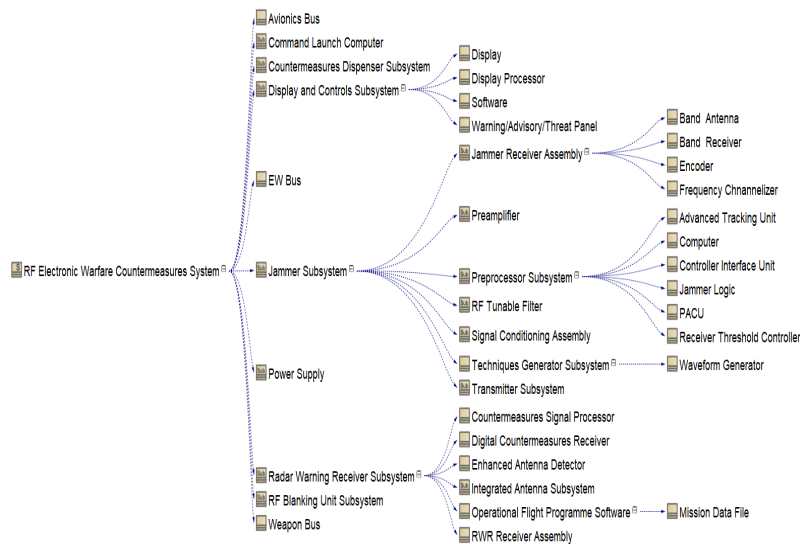 Avionics Bus
Command Launch Computer
Countermeasures Dispenser Subsystem
Display and Controls Subsystem
Display
Display Processor
Software
Warning/Advisory/Threat Panel
EW Bus
RF Electronic Warfare Countermeasures System
Jammer Subsystem
Jammer Receiver Assembly
Band Antenna
Band Receiver
Encoder
Frequency Chnannelizer
Preamplifier
Preprocessor Subsystem
Advanced Tracking Unit
Computer
Controller Interface Unit
Jammer Logic
PACU
Receiver Threshold Controller
RF Tunable Filter
Signal Conditioning Assembly
Techniques Generator Subsystem
Waveform Generator
Transmitter Subsystem
Power Supply
Radar Warning Receiver Subsystem
Countermeasures Signal Processor
Digital Countermeasures Receiver
Enhanced Antenna Detector
Integrated Antenna Subsystem
Operational Flight Programme Software
Mission Data File
RWR Receiver Assembly
RF Blanking Unit Subsystem
Weapon Bus